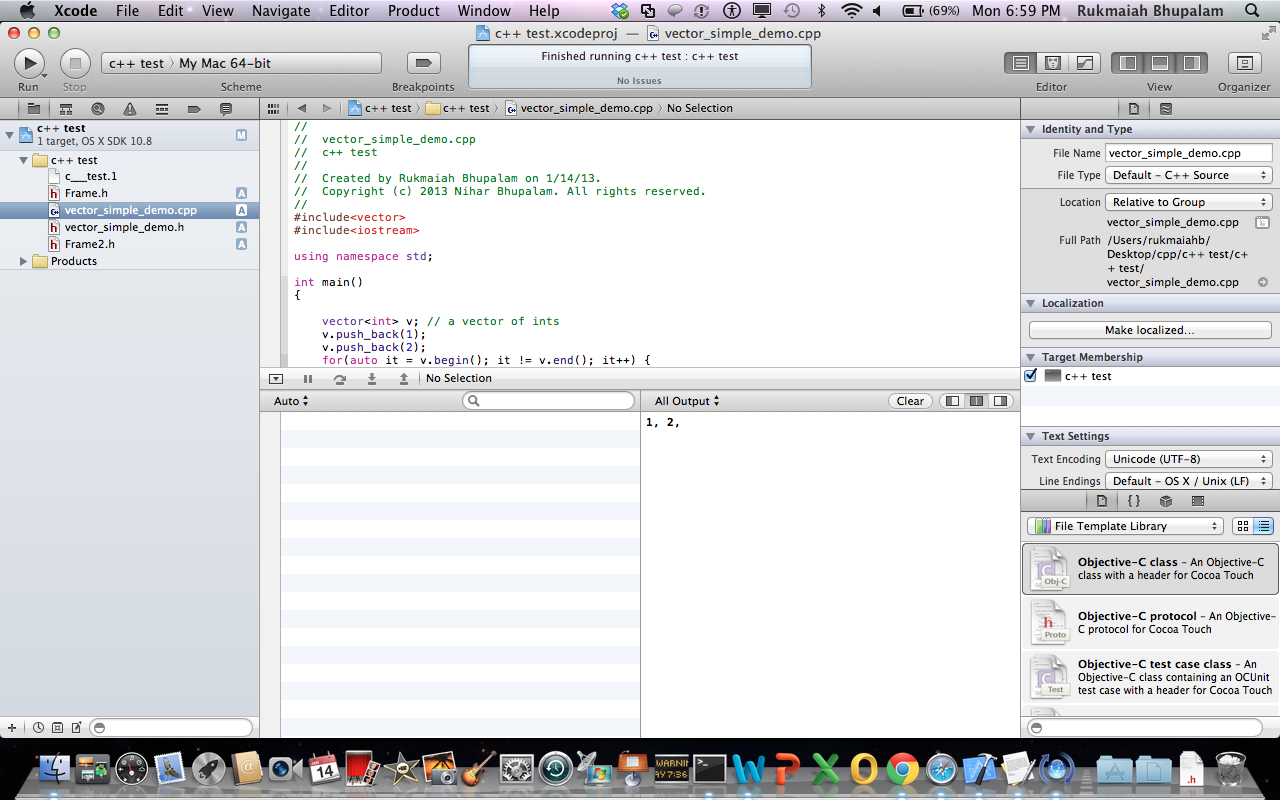 Xcode File Edit View Navigate Editor Product Window Help (69%) Mon 6:59 PM Rukmaiah Bhupalam
c++ test.xcodeproj — vector_simple_demo.cpp
c++ test My Mac 64-bit
Finished running c++ test : c++ test
No Issues
Run Stop Scheme Breakpoints Editor View Organizer
c++ test
1 target, OS X SDK 10.8
M
c++ test
c___test.1
Frame.h A
vector_simple_demo.cpp A
vector_simple_demo.h A
Frame2.h A
Products
c++ test c++ test vector_simple_demo.cpp No Selection
//
// vector_simple_demo.cpp
// c++ test
//
// Created by Rukmaiah Bhupalam on 1/14/13.
// Copyright (c) 2013 Nihar Bhupalam. All rights reserved.
//
#include<vector>
#include<iostream>
using namespace std;
int main()
{
vector<int> v; // a vector of ints
v.push_back(1);
v.push_back(2);
for(auto it = v.begin(); it != v.end(); it++) {
No Selection
Auto
All Output
Clear
1, 2,
Identity and Type
File Name vector_simple_demo.cpp
File Type Default - C++ Source
Location Relative to Group
vector_simple_demo.cpp
Full Path /Users/rukmaiahb/
Desktop/cpp/c++ test/c+
+ test/
vector_simple_demo.cpp
Localization
Make localized...
Target Membership
c++ test
Text Settings
Text Encoding Unicode (UTF-8)
Line Endings Default - OS X / Unix (LF)
{}
File Template Library
Obj-C
Objective-C class - An Objective-C
class with a header for Cocoa Touch
Proto
Objective-C protocol - An Objective-
C protocol for Cocoa Touch
Test
Objective-C test case class - An
Objective-C class containing an OCUnit
test case with a header for Cocoa Touch
JAN
14
WARNIN
AY 7:36
.h